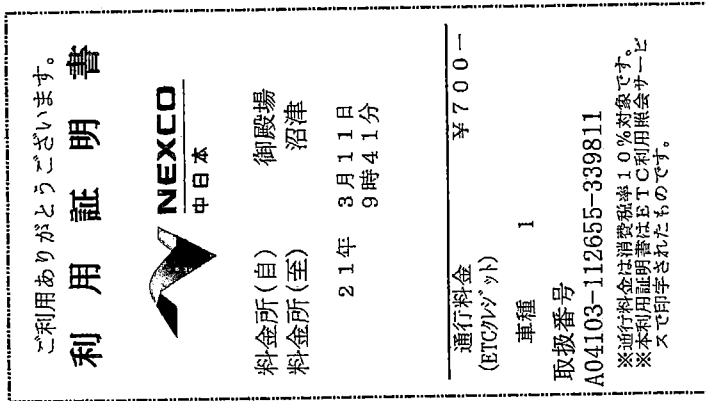 ご利用ありがとうございます。
利用証明書
NEXCO
中日本
料金所(自) 御殿場
料金所(至) 沼津
21年 3月11日
9時41分
通行料金 ¥700−
(ETCクレジット)
車種 1
取扱番号
A04103-112655-339811
※通行料金は消費税率10%対象です。
※本利用証明書はETC利用照会サービ
スで印字されたものです。